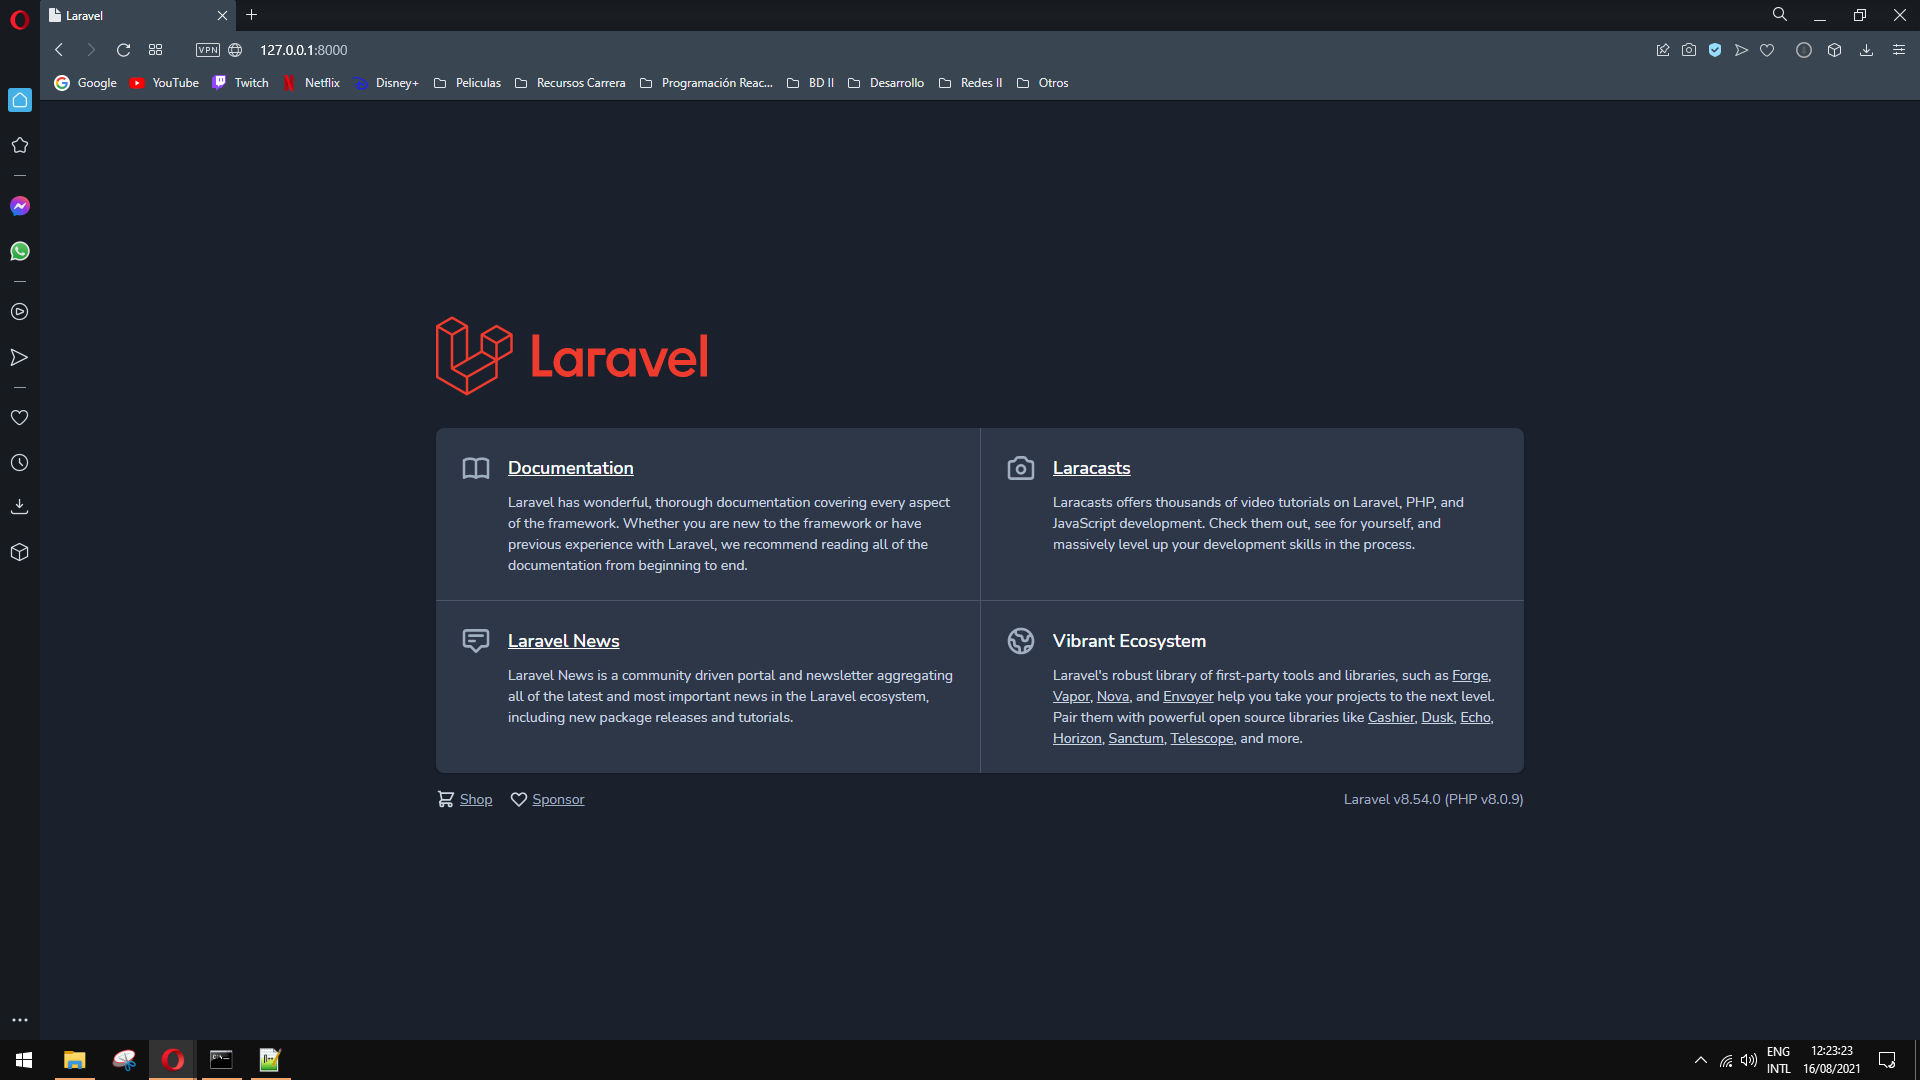 Laravel
VPN
127.0.0.1:8000
Google YouTube Twitch Netflix Disney+ Peliculas Recursos Carrera Programación Reac... BD II Desarrollo Redes II Otros
Laravel
Documentation
Laravel has wonderful, thorough documentation covering every aspect
of the framework. Whether you are new to the framework or have
previous experience with Laravel, we recommend reading all of the
documentation from beginning to end.
Laracasts
Laracasts offers thousands of video tutorials on Laravel, PHP, and
JavaScript development. Check them out, see for yourself, and
massively level up your development skills in the process.
Laravel News
Laravel News is a community driven portal and newsletter aggregating
all of the latest and most important news in the Laravel ecosystem,
including new package releases and tutorials.
Vibrant Ecosystem
Laravel's robust library of first-party tools and libraries, such as Forge,
Vapor, Nova, and Envoyer help you take your projects to the next level.
Pair them with powerful open source libraries like Cashier, Dusk, Echo,
Horizon, Sanctum, Telescope, and more.
Shop Sponsor
Laravel v8.54.0 (PHP v8.0.9)
ENG
INTL
12:23:23
16/08/2021